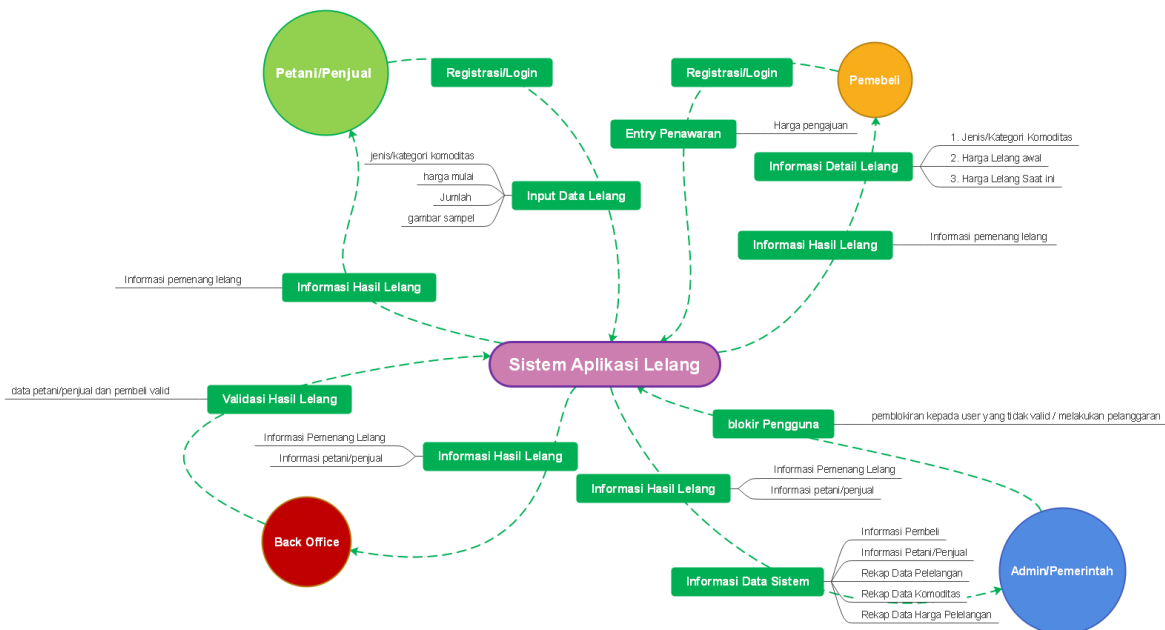 Petani/Penjual
Registrasi/Login
Registrasi/Login
Pemebeli
Entry Penawaran
Harga pengajuan
1. Jenis/Kategori Komoditas
Informasi Detail Lelang
2. Harga Lelang awal
3. Harga Lelang Saat ini
jenis/kategori komoditas
harga mulai
Jumlah
gambar sampel
Input Data Lelang
Informasi Hasil Lelang
Informasi pemenang lelang
Informasi pemenang lelang
Informasi Hasil Lelang
Sistem Aplikasi Lelang
data petani/penjual dan pembeli valid
Validasi Hasil Lelang
blokir Pengguna
pemblokiran kepada user yang tidak valid / melakukan pelanggaran
Informasi Pemenang Lelang
Informasi petani/penjual
Informasi Hasil Lelang
Informasi Hasil Lelang
Informasi Pemenang Lelang
Informasi petani/penjual
Back Office
Informasi Data Sistem
Informasi Pembeli
Informasi Petani/Penjual
Rekap Data Pelelangan
Rekap Data Komoditas
Rekap Data Harga Pelelangan
Admin/Pemerintah